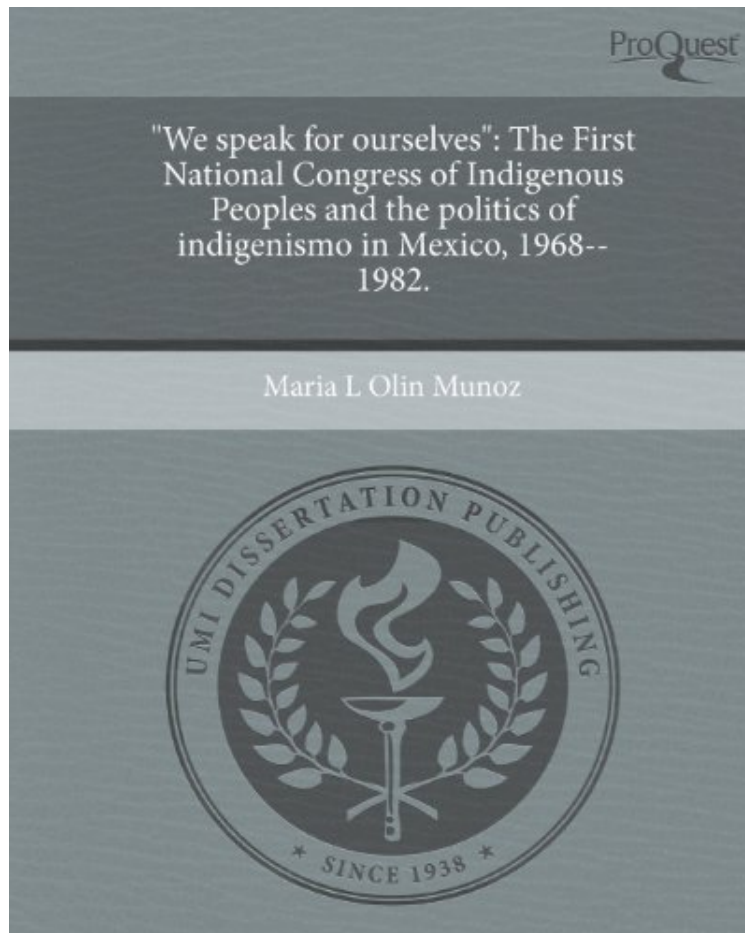 ProQuest
"We speak for ourselves": The First
National Congress of Indigenous
Peoples and the politics of
indigenismo in Mexico, 1968--
1982.
Maria L Olin Munoz
UMI DISSERTATION PUBLISHING
★ SINCE 1938 ★